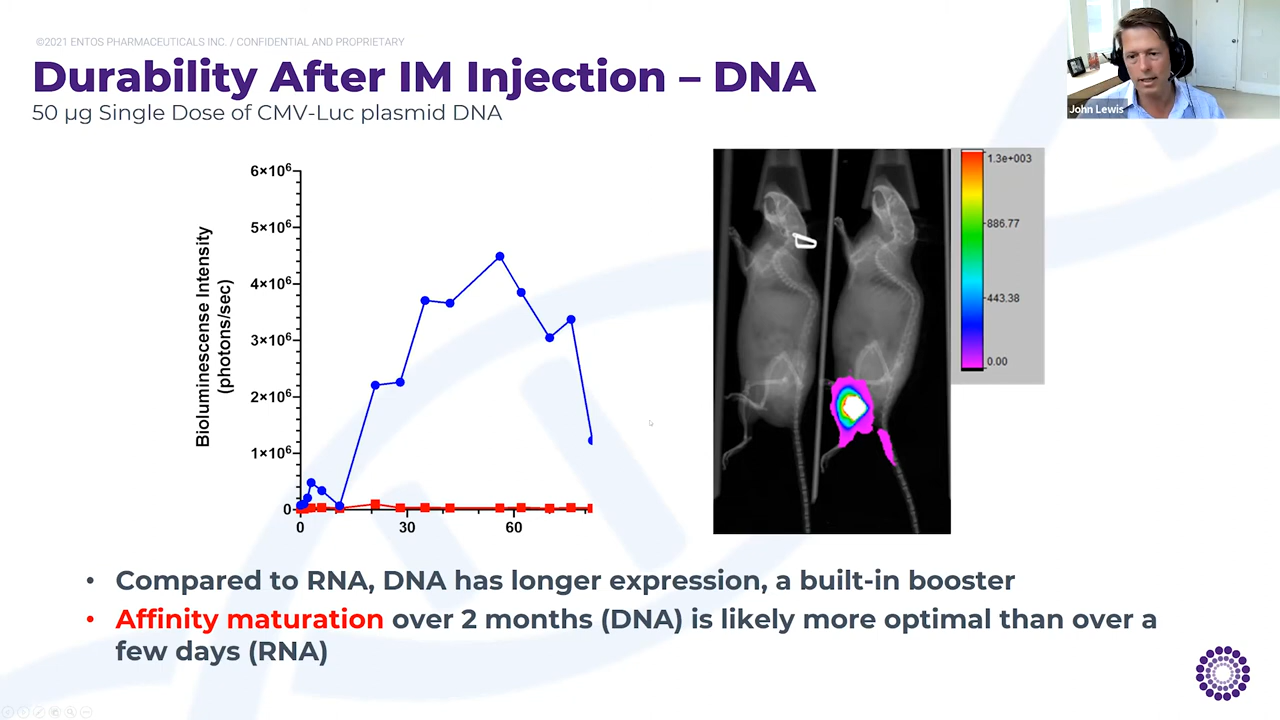 ©2021 ENTOS PHARMACEUTICALS INC. / CONFIDENTIAL AND PROPRIETARY
Durability After IM Injection – DNA
50 µg Single Dose of CMV-Luc plasmid DNA
John Lewis
Bioluminescense Intensity
(photons/sec)
6×10⁶
5×10⁶
4×10⁶
3×10⁶
2×10⁶
1×10⁶
0
0 30 60
1.3e+003
886.77
443.38
0.00
• Compared to RNA, DNA has longer expression, a built-in booster
• Affinity maturation over 2 months (DNA) is likely more optimal than over a
few days (RNA)